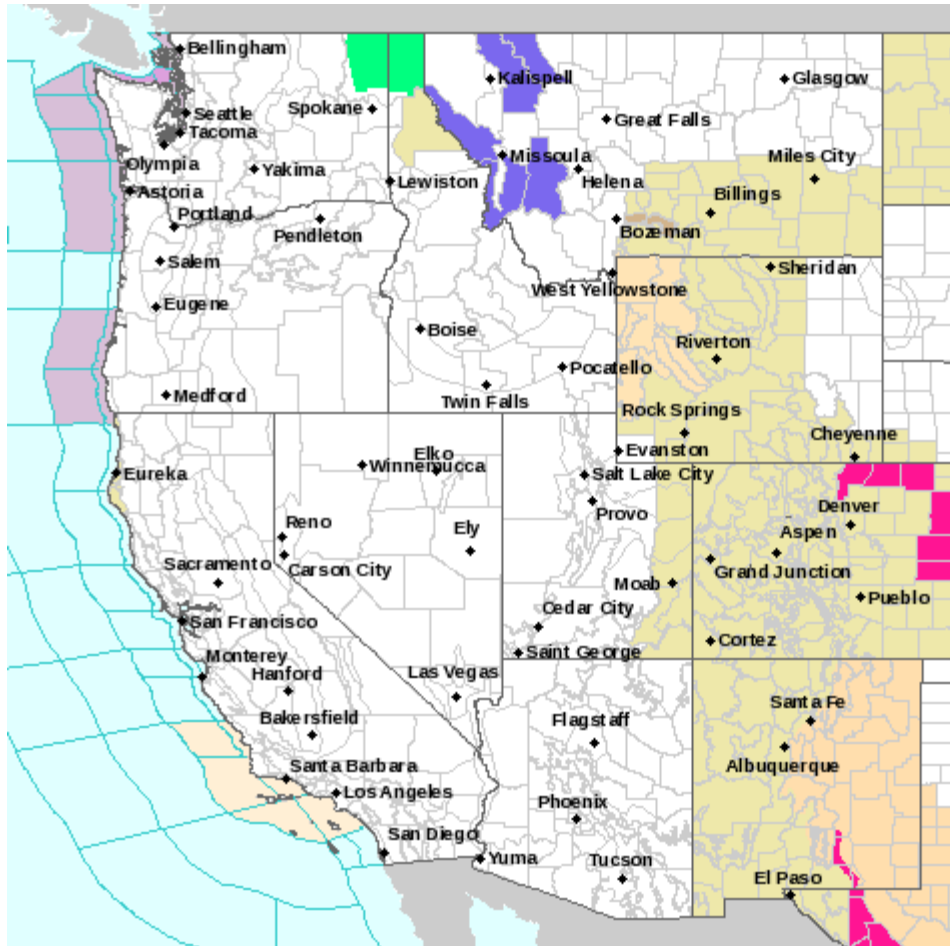 Bellingham
Kalispell
Glasgow
Spokane
Seattle
Great Falls
Tacoma
Olympia
Missoula
Miles City
Yakima
Helena
Lewiston
Astoria
Billings
Portland
Pendleton
Bozeman
Salem
Sheridan
West Yellowstone
Eugene
Boise
Riverton
Pocatello
Medford
Twin Falls
Rock Springs
Cheyenne
Evanston
Elko
Winnemucca
Eureka
Salt Lake City
Provo
Denver
Reno
Ely
Aspen
Sacramento
Carson City
Grand Junction
Moab
Pueblo
Cedar City
San Francisco
Cortez
Saint George
Monterey
Hanford
Las Vegas
Santa Fe
Bakersfield
Flagstaff
Albuquerque
Santa Barbara
Los Angeles
Phoenix
San Diego
Yuma
Tucson
El Paso